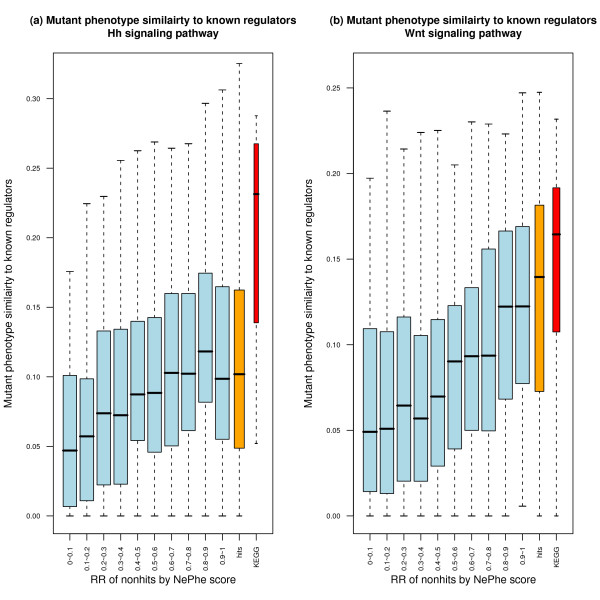 (a) Mutant phenotype similairty to known regulators
Hh signaling pathway
Mutant phenotype similairty to known regulators
0.30
0.25
0.20
0.15
0.10
0.05
0.00
0~0.1
0.1~0.2
0.2~0.3
0.3~0.4
0.4~0.5
0.5~0.6
0.6~0.7
0.7~0.8
0.8~0.9
0.9~1
hits
KEGG
RR of nonhits by NePhe score
(b) Mutant phenotype similairty to known regulators
Wnt signaling pathway
Mutant phenotype similairty to known regulators
0.25
0.20
0.15
0.10
0.05
0.00
0~0.1
0.1~0.2
0.2~0.3
0.3~0.4
0.4~0.5
0.5~0.6
0.6~0.7
0.7~0.8
0.8~0.9
0.9~1
hits
KEGG
RR of nonhits by NePhe score